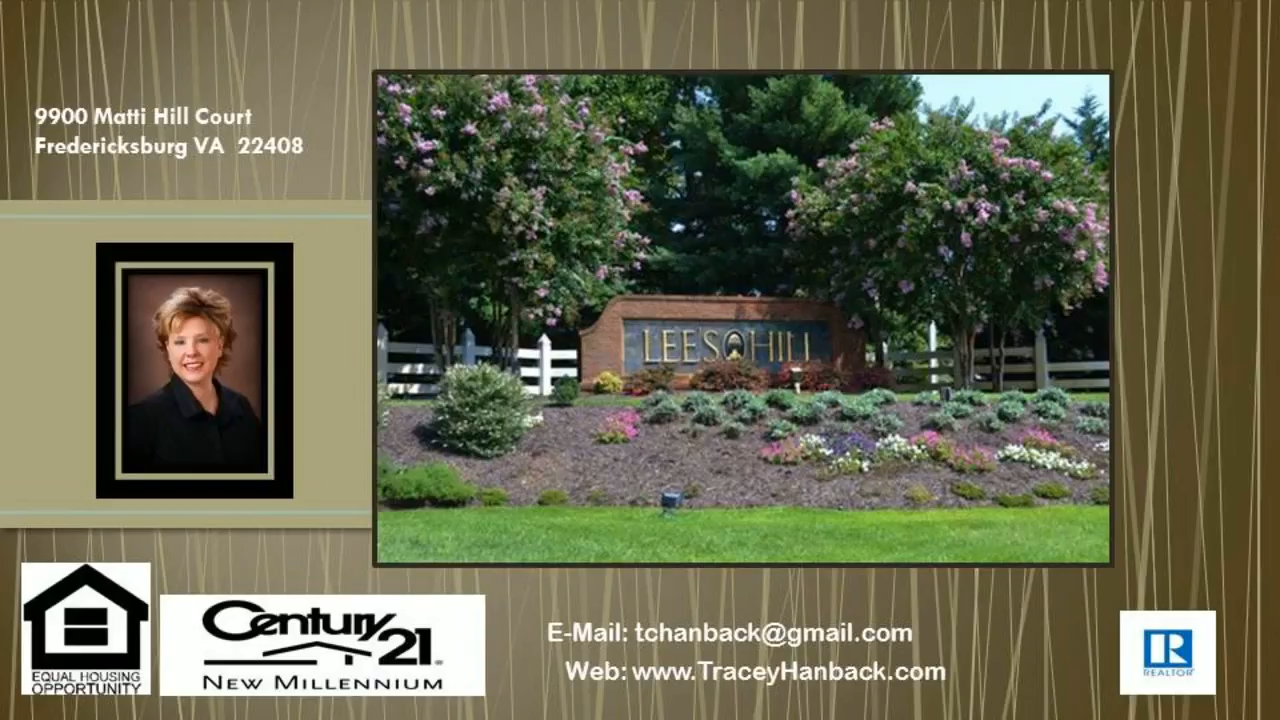 9900 Matti Hill Court
Fredericksburg VA 22408
LEE'S HILL
EQUAL HOUSING
OPPORTUNITY
Century 21
NEW MILLENNIUM
E-Mail: tchanback@gmail.com
Web: www.TraceyHanback.com
R
REALTOR®